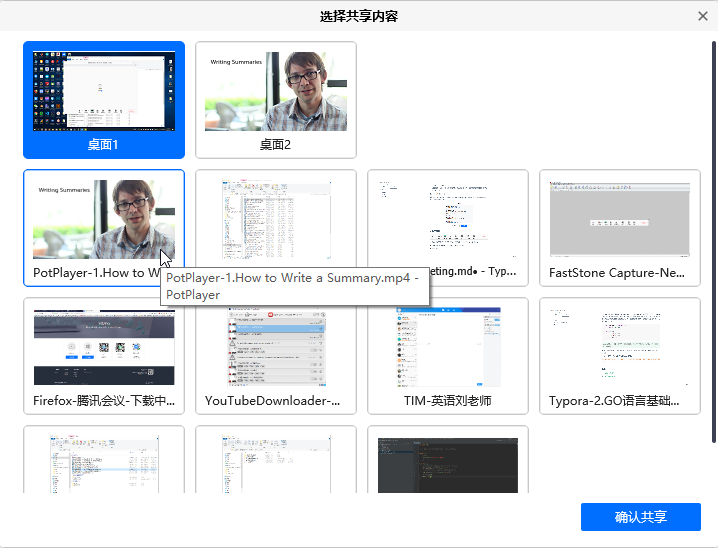 选择共享内容
Writing Summaries
桌面1
桌面2
Writing Summaries
PotPlayer-1.How to W
eting.md● - Typ...
FastStone Capture-Ne...
PotPlayer-1.How to Write a Summary.mp4 -
PotPlayer
Firefox-腾讯会议-下载中...
YouTubeDownloader-...
TIM-英语刘老师
Typora-2.GO语言基础...
确认共享